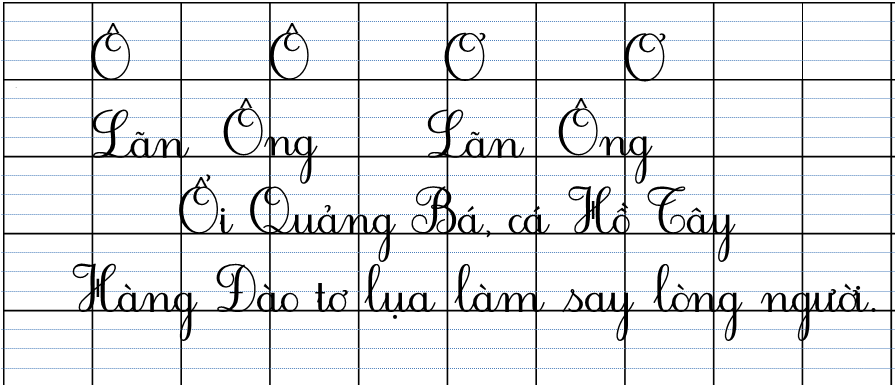 Ô Ô Ơ Ơ
Lãn Ông Lãn Ông
Ổi Quảng Bá, cá Hồ Tây
Hàng Đào tơ lụa làm say lòng người.